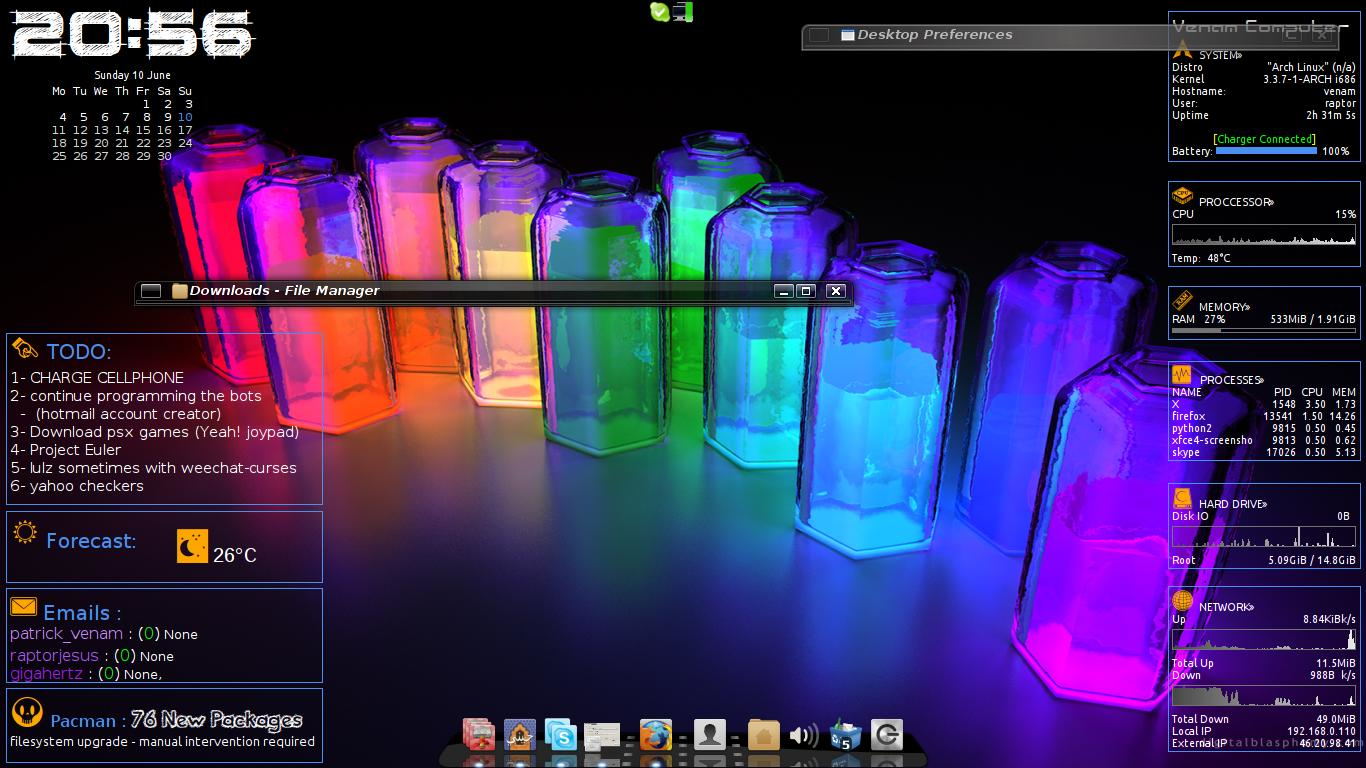 20:56
Sunday 10 June
Mo Tu We Th Fr Sa Su
1 2 3
4 5 6 7 8 9 10
11 12 13 14 15 16 17
18 19 20 21 22 23 24
25 26 27 28 29 30
Desktop Preferences
Venam Computer
SYSTEM»
Distro "Arch Linux" (n/a)
Kernel 3.3.7-1-ARCH i686
Hostname: venam
User: raptor
Uptime 2h 31m 5s
[Charger Connected]
Battery: 100%
PROCCESSOR»
CPU 15%
Temp: 48°C
Downloads - File Manager
RAM
MEMORY»
RAM 27% 533MiB / 1.91GiB
TODO:
1- CHARGE CELLPHONE
2- continue programming the bots
- (hotmail account creator)
3- Download psx games (Yeah! joypad)
4- Project Euler
5- lulz sometimes with weechat-curses
6- yahoo checkers
PROCESSES»
NAME PID CPU MEM
X 1548 3.50 1.73
firefox 13541 1.50 14.26
python2 9815 0.50 0.45
xfce4-screensho 9813 0.50 0.62
skype 17026 0.50 5.13
HARD DRIVE»
Disk IO 0B
Root 5.09GiB / 14.8GiB
Forecast: 26°C
Emails :
patrick_venam : (0) None
raptorjesus : (0) None
gigahertz : (0) None,
NETWORK»
Up 8.84KiBk/s
Total Up 11.5MiB
Down 988B k/s
Total Down 49.0MiB
Local IP 192.168.0.110
External IP 46.20.98.41
Pacman : 76 New Packages
filesystem upgrade - manual intervention required
5